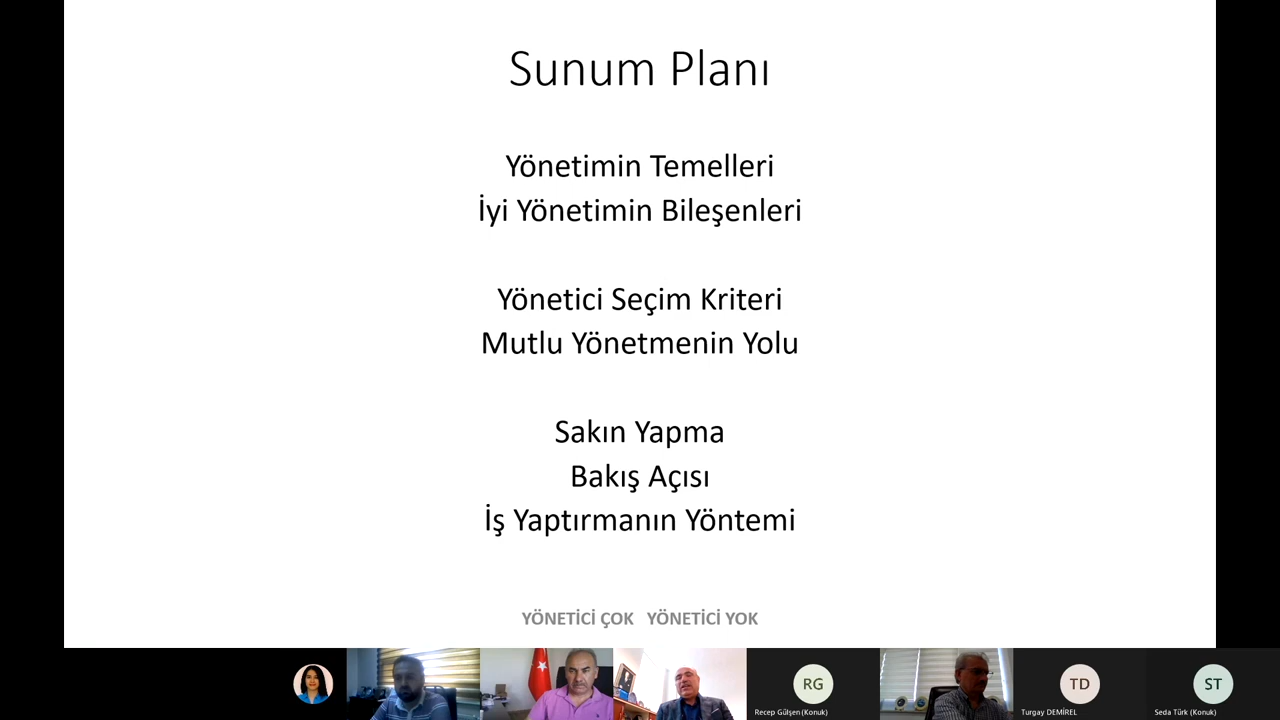 Sunum Planı
Yönetimin Temelleri
İyi Yönetimin Bileşenleri
Yönetici Seçim Kriteri
Mutlu Yönetmenin Yolu
Sakın Yapma
Bakış Açısı
İş Yaptırmanın Yöntemi
YÖNETİCİ ÇOK YÖNETİCİ YOK
RG
TD
ST
Recep Gülşen (Konuk)
Turgay DEMİREL
Seda Türk (Konuk)